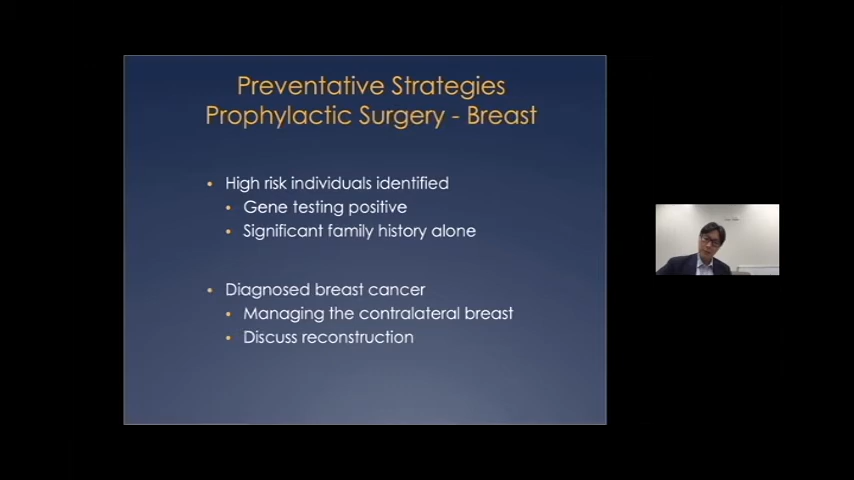 Preventative Strategies
Prophylactic Surgery - Breast
• High risk individuals identified
• Gene testing positive
• Significant family history alone
• Diagnosed breast cancer
• Managing the contralateral breast
• Discuss reconstruction